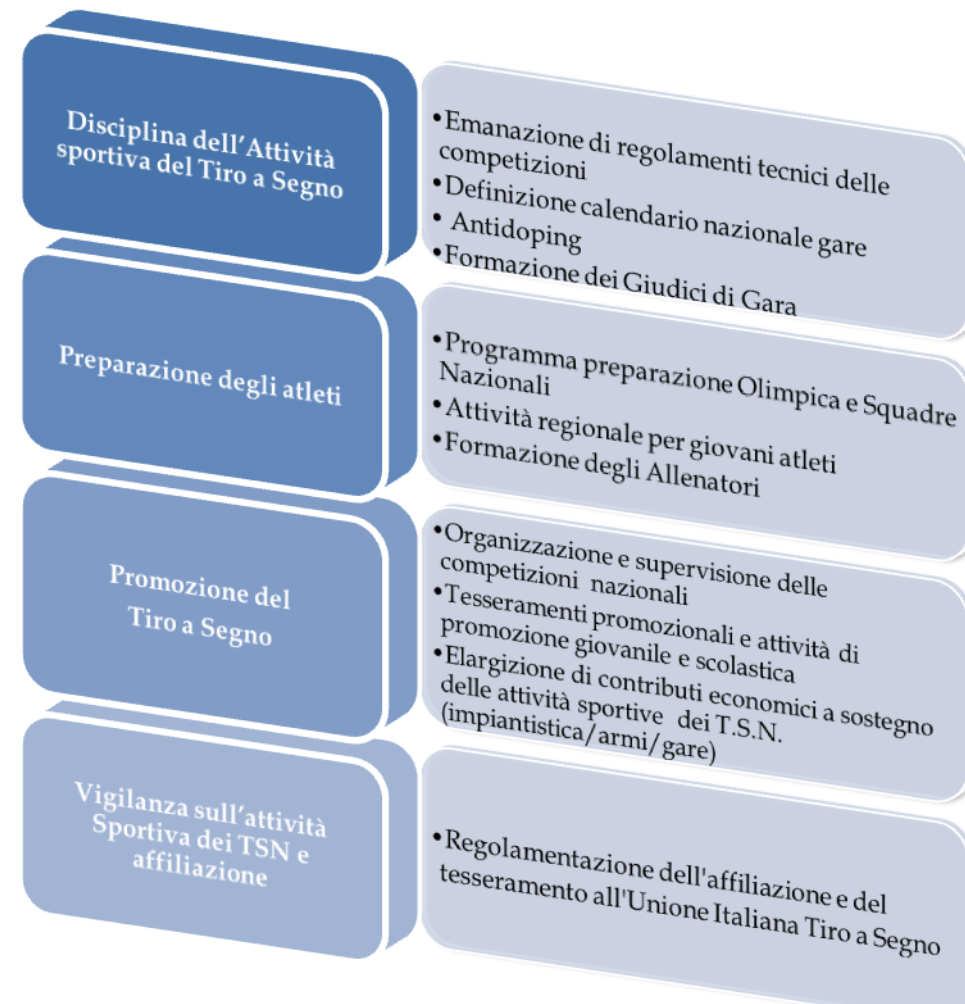 Disciplina dell'Attività
sportiva del Tiro a Segno
•Emanazione di regolamenti tecnici delle
competizioni
•Definizione calendario nazionale gare
• Antidoping
•Formazione dei Giudici di Gara
Preparazione degli atleti
•Programma preparazione Olimpica e Squadre
Nazionali
•Attività regionale per giovani atleti
•Formazione degli Allenatori
Promozione del
Tiro a Segno
•Organizzazione e supervisione delle
competizioni nazionali
•Tesseramenti promozionali e attività di
promozione giovanile e scolastica
•Elargizione di contributi economici a sostegno
delle attività sportive dei T.S.N.
(impiantistica/armi/gare)
Vigilanza sull'attività
Sportiva dei TSN e
affiliazione
•Regolamentazione dell'affiliazione e del
tesseramento all'Unione Italiana Tiro a Segno